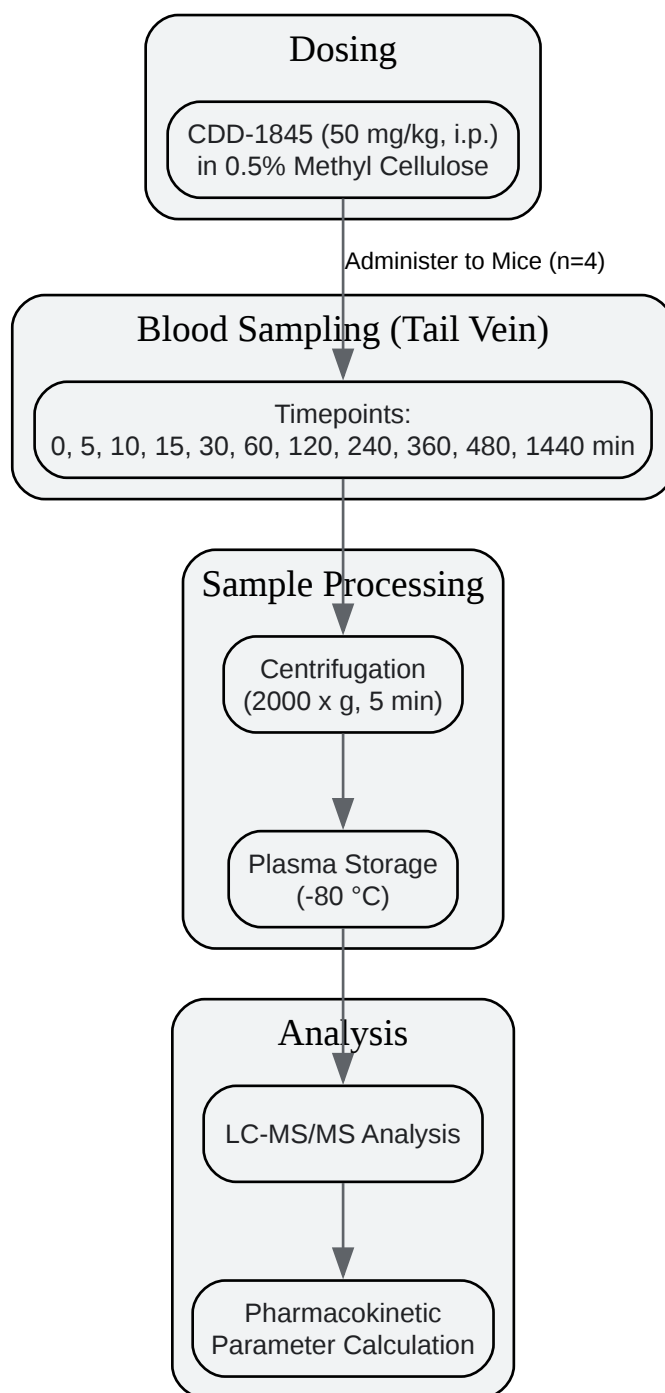 Dosing
CDD-1845 (50 mg/kg, i.p.)
in 0.5% Methyl Cellulose
Administer to Mice (n=4)
Blood Sampling (Tail Vein)
Timepoints:
0, 5, 10, 15, 30, 60, 120, 240, 360, 480, 1440 min
Sample Processing
Centrifugation
(2000 x g, 5 min)
Plasma Storage
(-80 °C)
Analysis
LC-MS/MS Analysis
Pharmacokinetic
Parameter Calculation